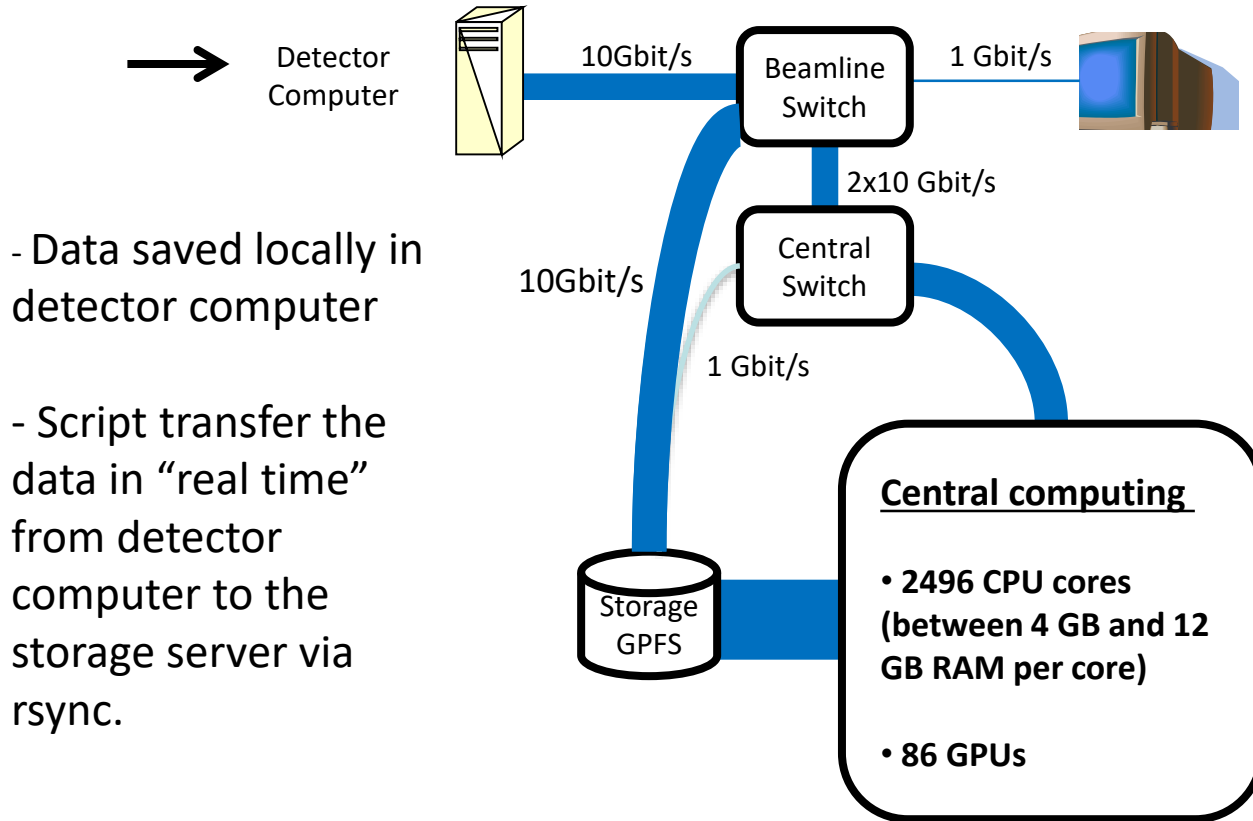 Detector
Computer
10Gbit/s
Beamline
Switch
1 Gbit/s
2x10 Gbit/s
Central
Switch
10Gbit/s
1 Gbit/s
- Data saved locally in
detector computer
- Script transfer the
data in “real time”
from detector
computer to the
storage server via
rsync.
Storage
GPFS
Central computing
• 2496 CPU cores
(between 4 GB and 12
GB RAM per core)
• 86 GPUs